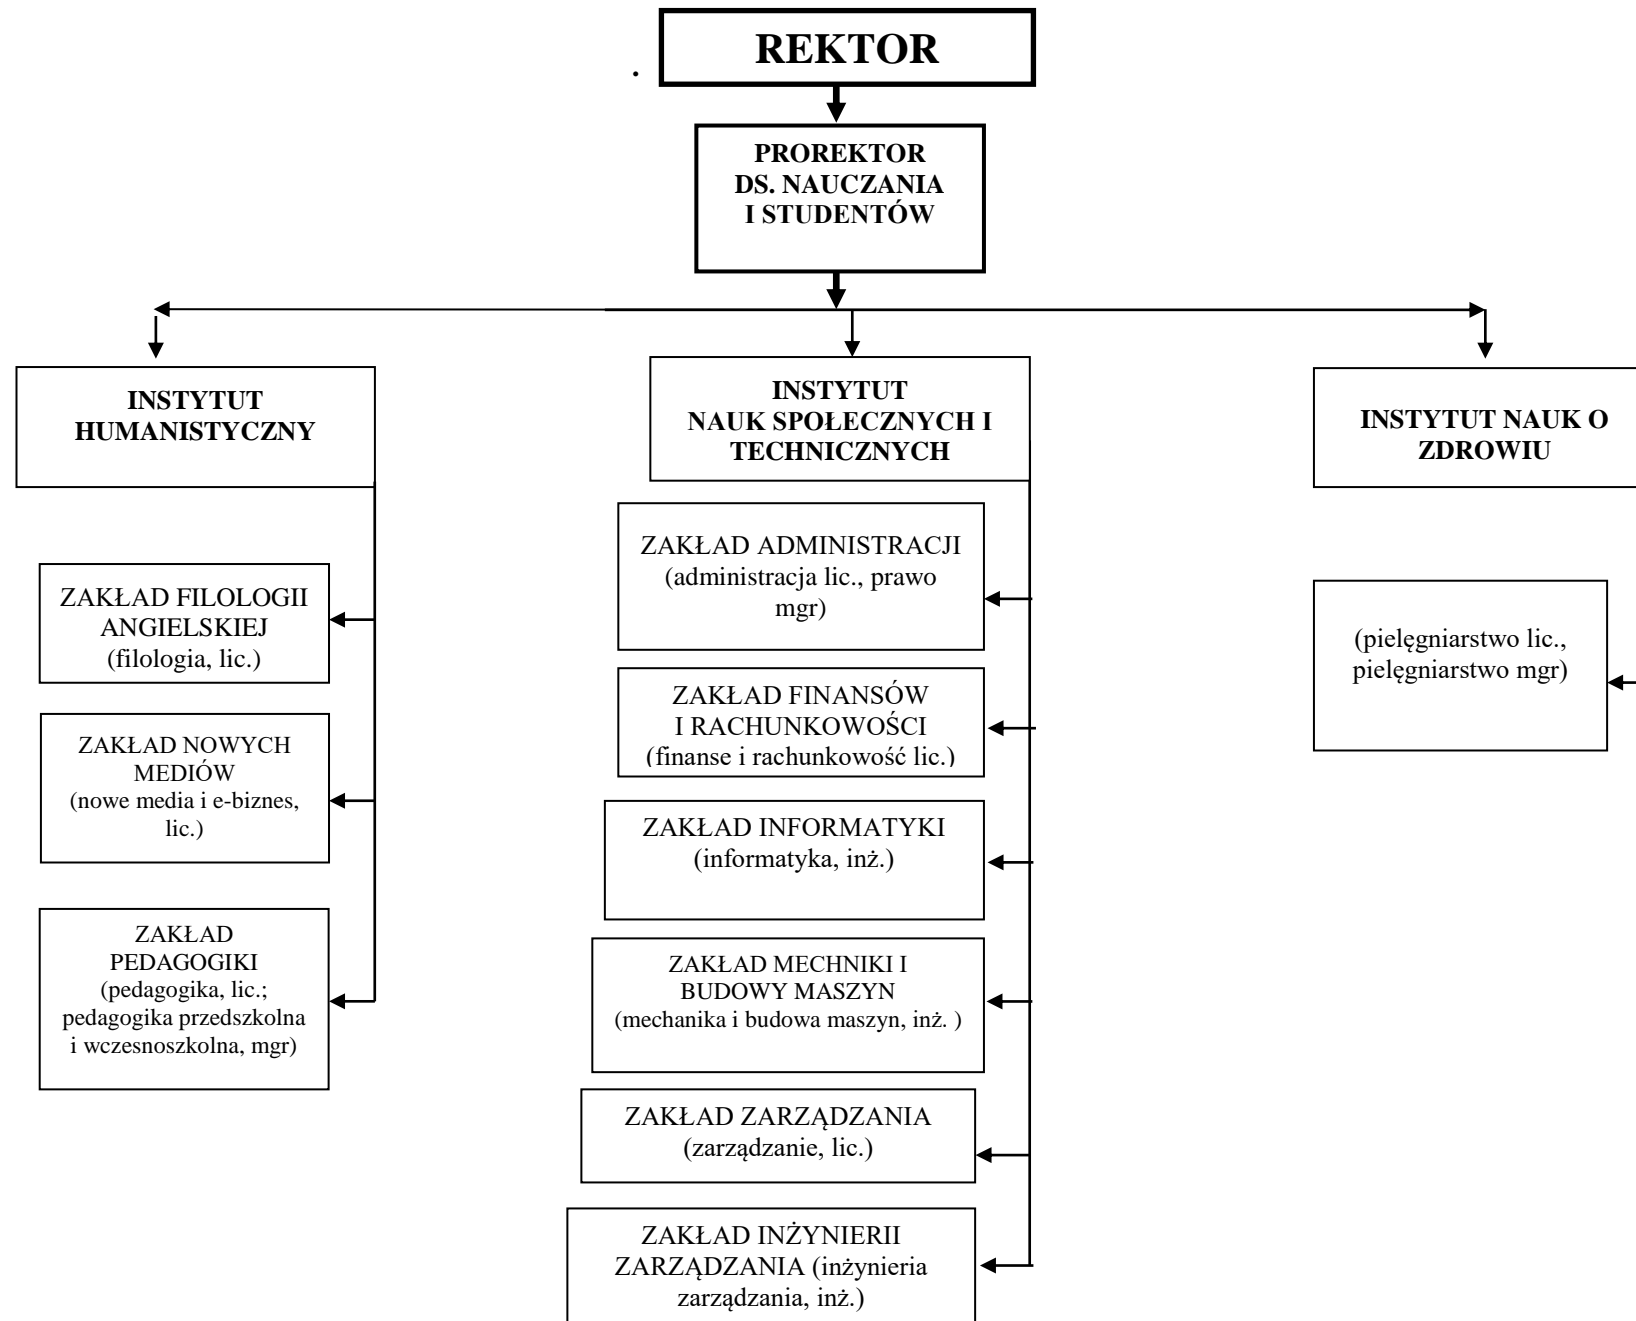 REKTOR
.
PROREKTOR
DS. NAUCZANIA
I STUDENTÓW
INSTYTUT
HUMANISTYCZNY
ZAKŁAD FILOLOGII
ANGIELSKIEJ
(filologia, lic.)
ZAKŁAD NOWYCH
MEDIÓW
(nowe media i e-biznes,
lic.)
ZAKŁAD
PEDAGOGIKI
(pedagogika, lic.;
pedagogika przedszkolna
i wczesnoszkolna, mgr)
INSTYTUT
NAUK SPOŁECZNYCH I
TECHNICZNYCH
ZAKŁAD ADMINISTRACJI
(administracja lic., prawo
mgr)
ZAKŁAD FINANSÓW
I RACHUNKOWOŚCI
(finanse i rachunkowość lic.)
ZAKŁAD INFORMATYKI
(informatyka, inż.)
ZAKŁAD MECHNIKI I
BUDOWY MASZYN
(mechanika i budowa maszyn, inż. )
ZAKŁAD ZARZĄDZANIA
(zarządzanie, lic.)
ZAKŁAD INŻYNIERII
ZARZĄDZANIA (inżynieria
zarządzania, inż.)
INSTYTUT NAUK O
ZDROWIU
(pielęgniarstwo lic.,
pielęgniarstwo mgr)